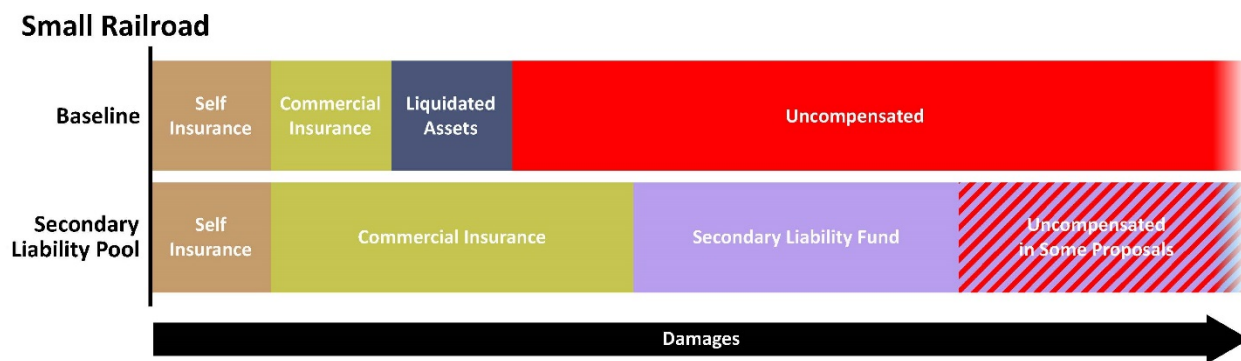 Small Railroad
Baseline
Self
Insurance
Commercial
Insurance
Liquidated
Assets
Uncompensated
Secondary
Liability Pool
Self
Insurance
Commercial Insurance
Secondary Liability Fund
Uncompensated
in Some Proposals
Damages